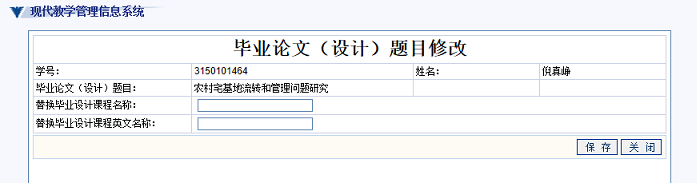 现代教学管理信息系统
毕业论文（设计）题目修改
学号： 3150101464 姓名： 倪真峥
毕业论文（设计）题目： 农村宅基地流转和管理问题研究
替换毕业设计课程名称：
替换毕业设计课程英文名称：
保 存 关 闭